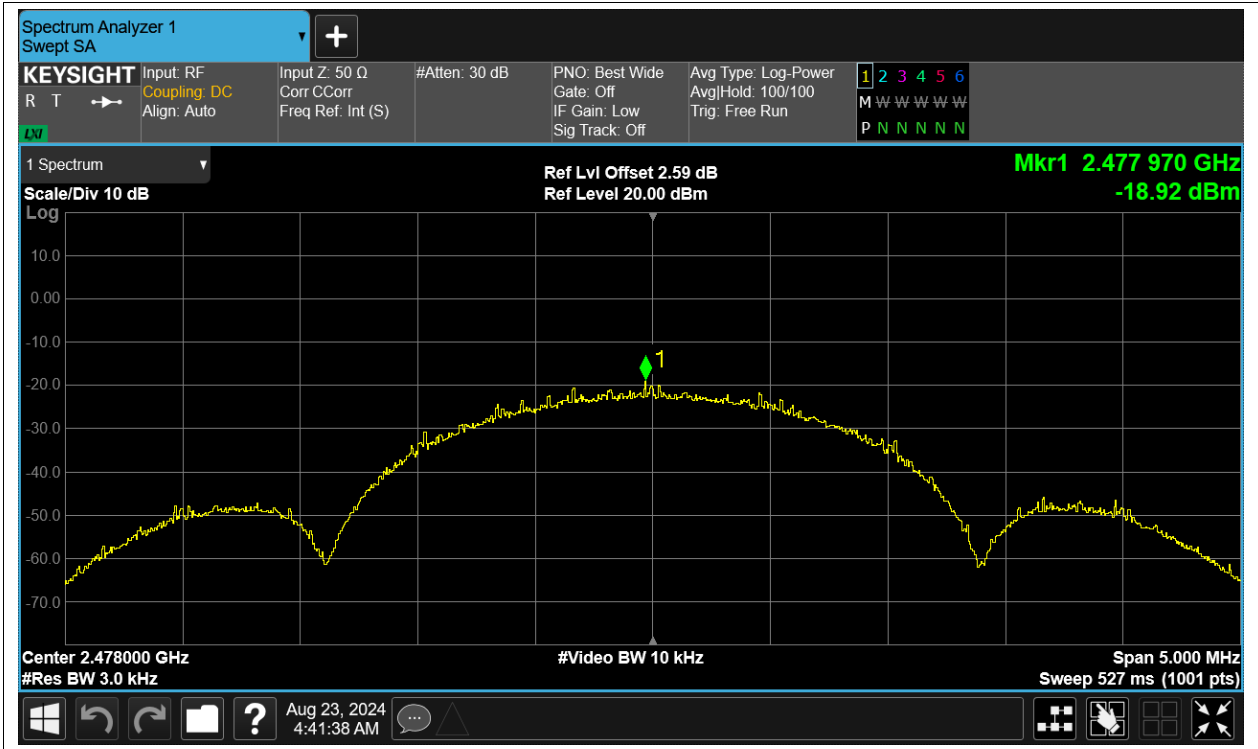 Spectrum Analyzer 1
Swept SA
KEYSIGHT
R T
LXI
Input: RF
Coupling: DC
Align: Auto
Input Z: 50 Ω
Corr CCorr
Freq Ref: Int (S)
#Atten: 30 dB
PNO: Best Wide
Gate: Off
IF Gain: Low
Sig Track: Off
Avg Type: Log-Power
Avg|Hold: 100/100
Trig: Free Run
1 2 3 4 5 6
M W W W W W
P N N N N N
1 Spectrum
Scale/Div 10 dB
Log
Ref Lvl Offset 2.59 dB
Ref Level 20.00 dBm
Mkr1 2.477 970 GHz
-18.92 dBm
10.0
0.00
-10.0
1
-20.0
-30.0
-40.0
-50.0
-60.0
-70.0
Center 2.478000 GHz
#Video BW 10 kHz
Span 5.000 MHz
#Res BW 3.0 kHz
Sweep 527 ms (1001 pts)
?
Aug 23, 2024
4:41:38 AM